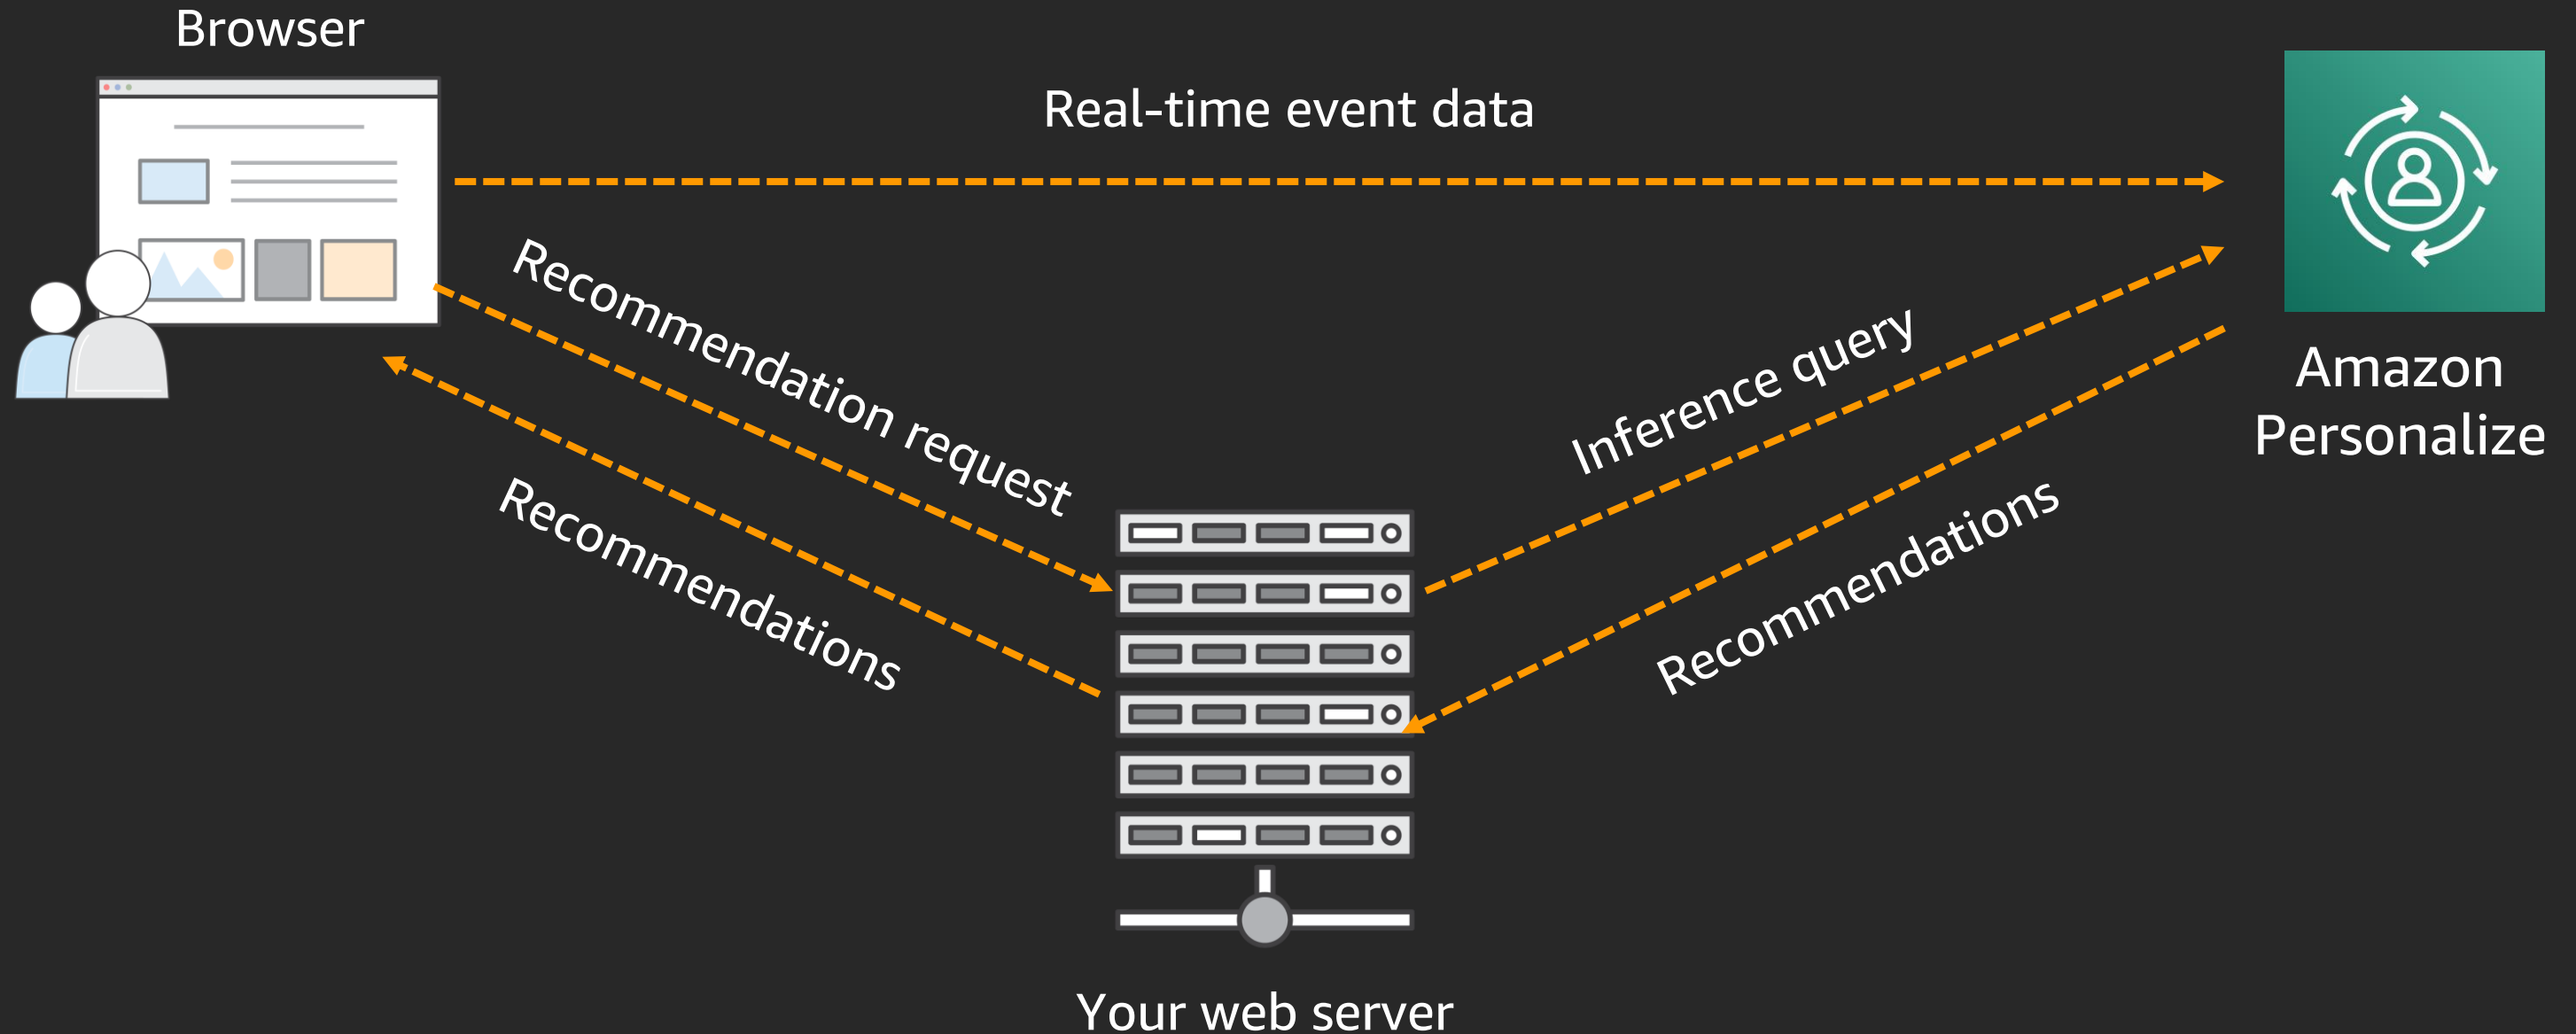 Browser
Real-time event data
Recommendation request
Recommendations
Inference query
Recommendations
Amazon
Personalize
Your web server